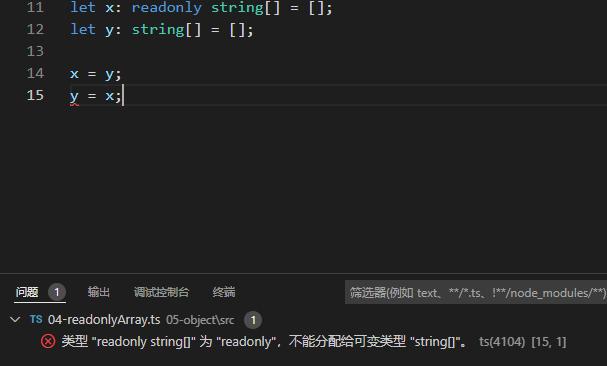 11 let x: readonly string[] = [];
12 let y: string[] = [];
13
14 x = y;
15 y = x;
问题 1 输出 调试控制台 终端 筛选器(例如 text、**/*.ts、!**/node_modules/**)
TS 04-readonlyArray.ts 05-object\src 1
类型 "readonly string[]" 为 "readonly"，不能分配给可变类型 "string[]"。 ts(4104) [15, 1]